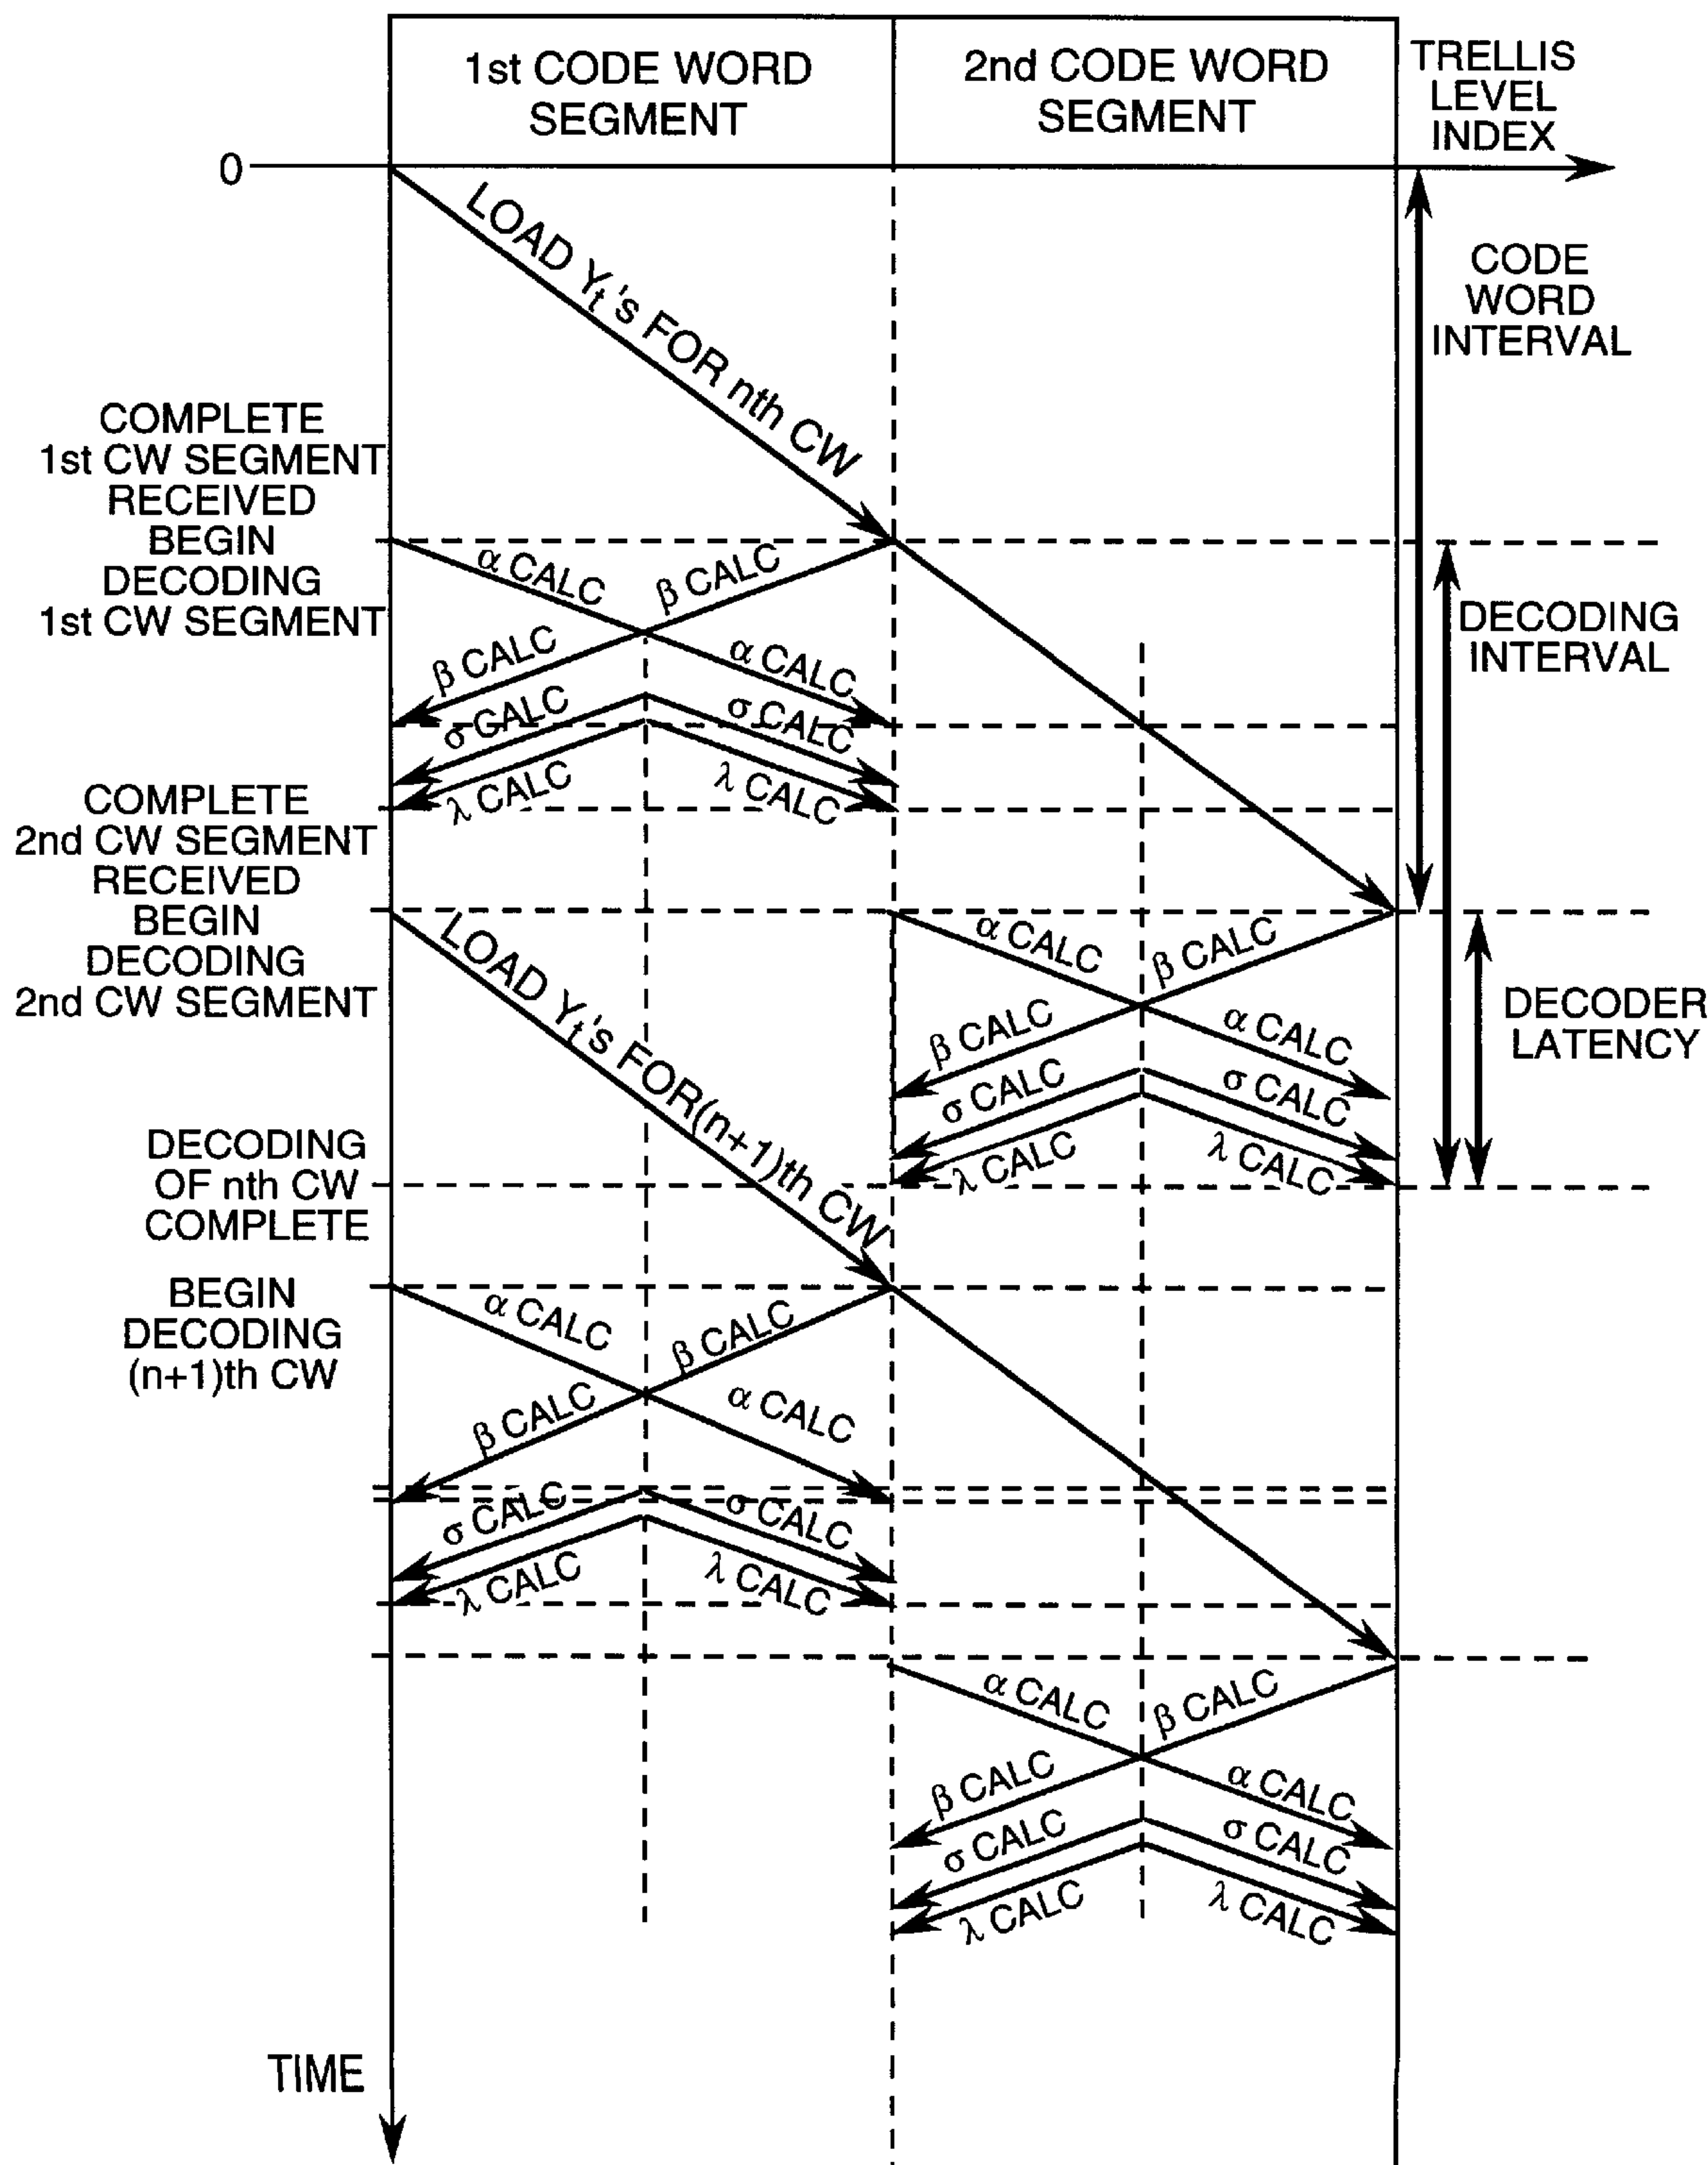 1st CODE WORD
SEGMENT
2nd CODE WORD
SEGMENT
TRELLIS
LEVEL
INDEX
0
LOAD Yt's FOR nth CW
CODE
WORD
INTERVAL
COMPLETE
1st CW SEGMENT
RECEIVED
BEGIN
DECODING
1st CW SEGMENT
α CALC
β CALC
β CALC
α CALC
σ CALC
σ CALC
λ CALC
λ CALC
DECODING
INTERVAL
COMPLETE
2nd CW SEGMENT
RECEIVED
BEGIN
DECODING
2nd CW SEGMENT
LOAD Yt's FOR(n+1)th CW
α CALC
β CALC
β CALC
α CALC
σ CALC
σ CALC
λ CALC
λ CALC
DECODER
LATENCY
DECODING
OF nth CW
COMPLETE
BEGIN
DECODING
(n+1)th CW
α CALC
β CALC
β CALC
α CALC
σ CALC
σ CALC
λ CALC
λ CALC
α CALC
β CALC
β CALC
α CALC
σ CALC
σ CALC
λ CALC
λ CALC
TIME